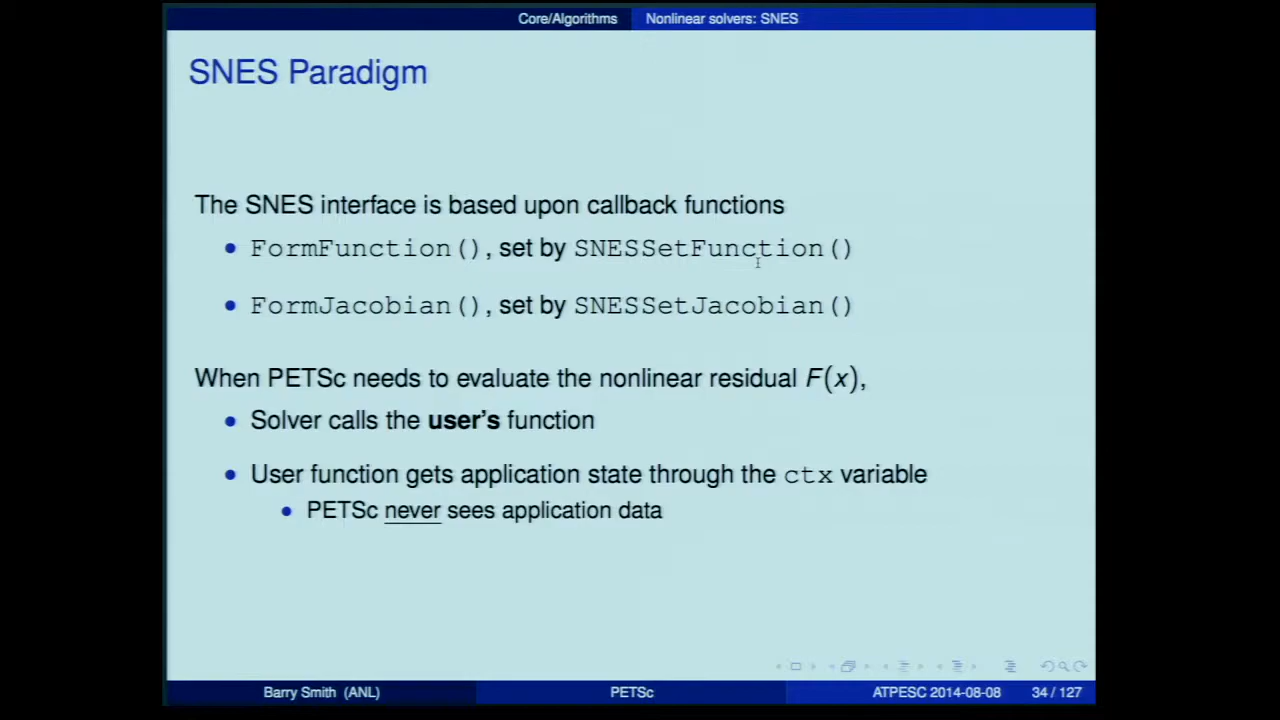 Core/Algorithms Nonlinear solvers: SNES
SNES Paradigm
The SNES interface is based upon callback functions
FormFunction(), set by SNESSetFunction()
FormJacobian(), set by SNESSetJacobian()
When PETSc needs to evaluate the nonlinear residual F(x),
Solver calls the user's function
User function gets application state through the ctx variable
PETSc never sees application data
Barry Smith (ANL) PETSc ATPESC 2014-08-08 34 / 127